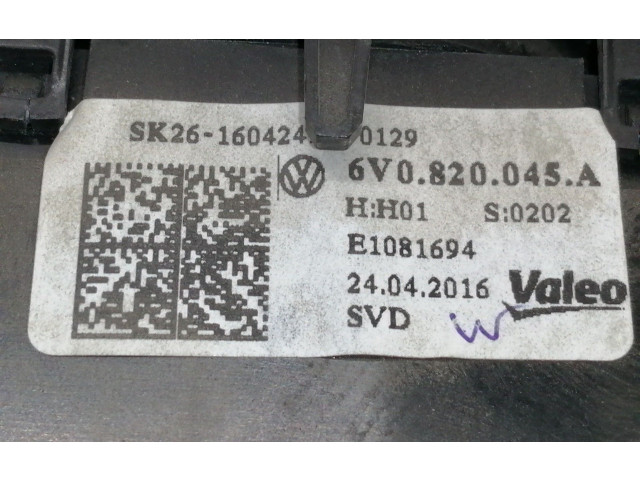 SK26-160424 0129
6V0.820.045.A
H:H01 S:0202
E1081694
24.04.2016 Valeo
SVD